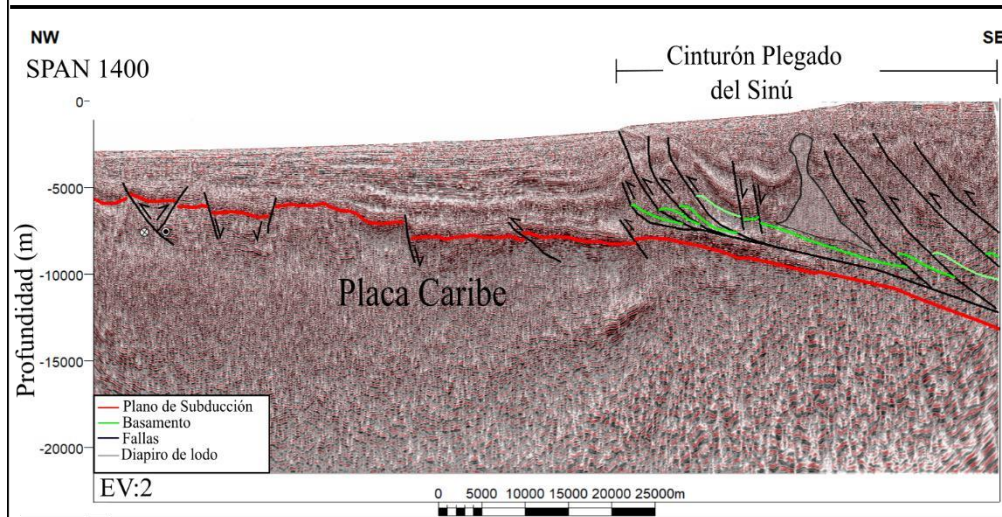 NW
SE
SPAN 1400
Cinturón Plegado
del Sinú
0
-5000
-10000
-15000
-20000
Profundidad (m)
Placa Caribe
Plano de Subducción
Basamento
Fallas
Diapiro de lodo
EV:2
0 5000 10000 15000 20000 25000m